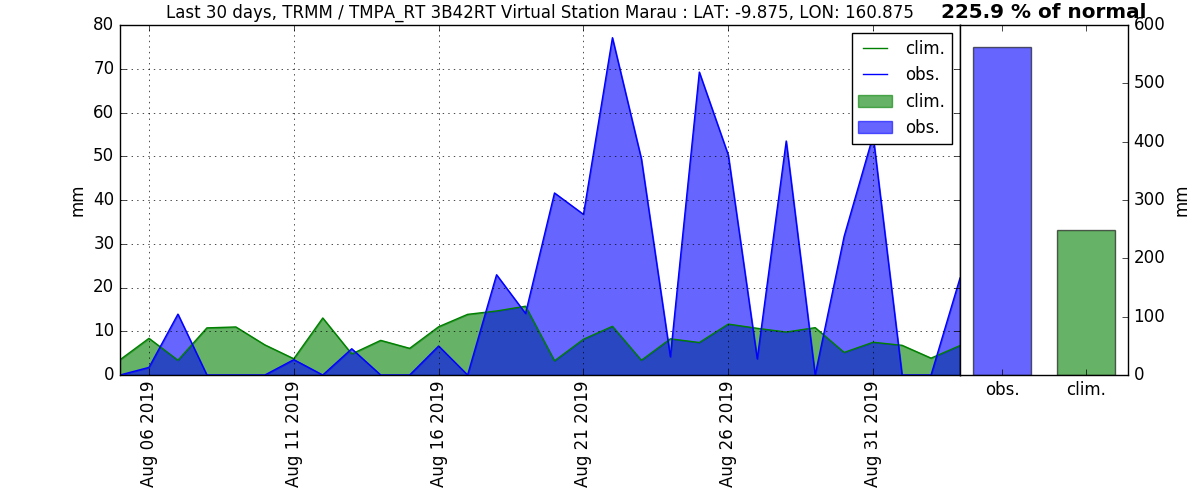 Last 30 days, TRMM / TMPA_RT 3B42RT Virtual Station Marau : LAT: -9.875, LON: 160.875
225.9 % of normal
80
70
60
50
40
30
20
10
0
mm
clim.
obs.
clim.
obs.
Aug 06 2019
Aug 11 2019
Aug 16 2019
Aug 21 2019
Aug 26 2019
Aug 31 2019
600
500
400
300
200
100
0
mm
obs.
clim.